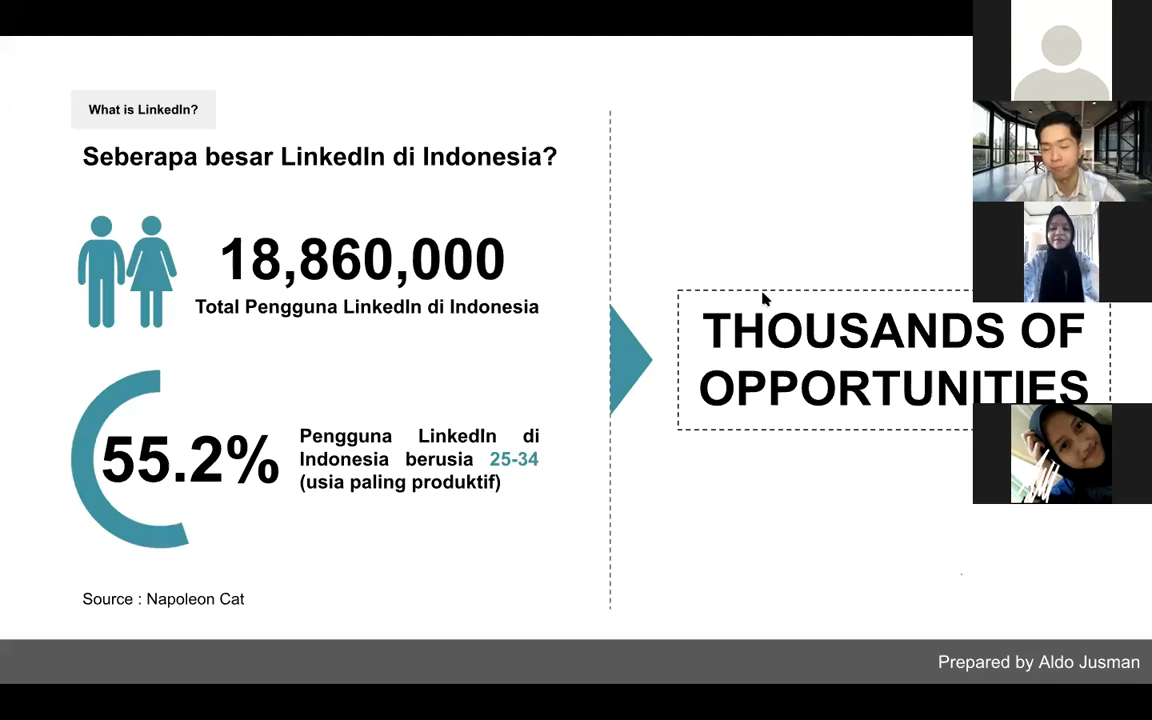 What is LinkedIn?
Seberapa besar LinkedIn di Indonesia?
18,860,000
Total Pengguna LinkedIn di Indonesia
55.2%
Pengguna LinkedIn di
Indonesia berusia 25-34
(usia paling produktif)
Source : Napoleon Cat
THOUSANDS OF
OPPORTUNITIES
Prepared by Aldo Jusman